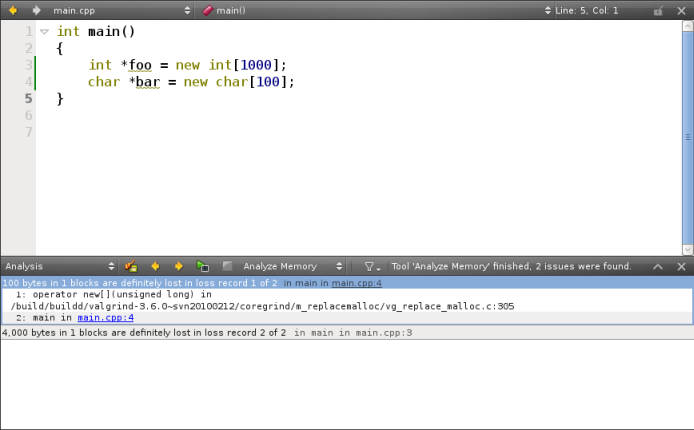 main.cpp main() Line: 5, Col: 1
1 int main()
2 {
3 int *foo = new int[1000];
4 char *bar = new char[100];
5 }
6
7
Analysis Analyze Memory Tool 'Analyze Memory' finished, 2 issues were found.
100 bytes in 1 blocks are definitely lost in loss record 1 of 2 in main in main.cpp:4
1: operator new[](unsigned long) in
/build/buildd/valgrind-3.6.0~svn20100212/coregrind/m_replacemalloc/vg_replace_malloc.c:305
2: main in main.cpp:4
4,000 bytes in 1 blocks are definitely lost in loss record 2 of 2 in main in main.cpp:3